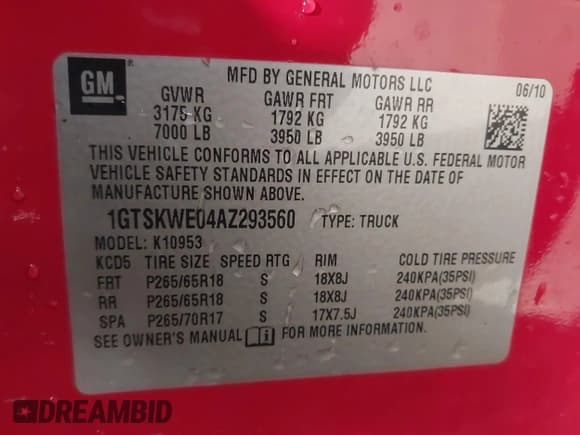 GM
MFD BY GENERAL MOTORS LLC 06/10
GVWR GAWR FRT GAWR RR
3175 KG 1792 KG 1792 KG
7000 LB 3950 LB 3950 LB
THIS VEHICLE CONFORMS TO ALL APPLICABLE U.S. FEDERAL MOTOR
VEHICLE SAFETY STANDARDS IN EFFECT ON THE DATE OF
MANUFACTURE SHOWN ABOVE.
1GTSKWE04AZ293560 TYPE: TRUCK
MODEL: K10953
KCD5 TIRE SIZE SPEED RTG RIM COLD TIRE PRESSURE
FRT P265/65R18 S 18X8J 240KPA(35PSI)
RR P265/65R18 S 18X8J 240KPA(35PSI)
SPA P265/70R17 S 17X7.5J 240KPA(35PSI)
SEE OWNER'S MANUAL FOR MORE INFORMATION.
DREAMBID